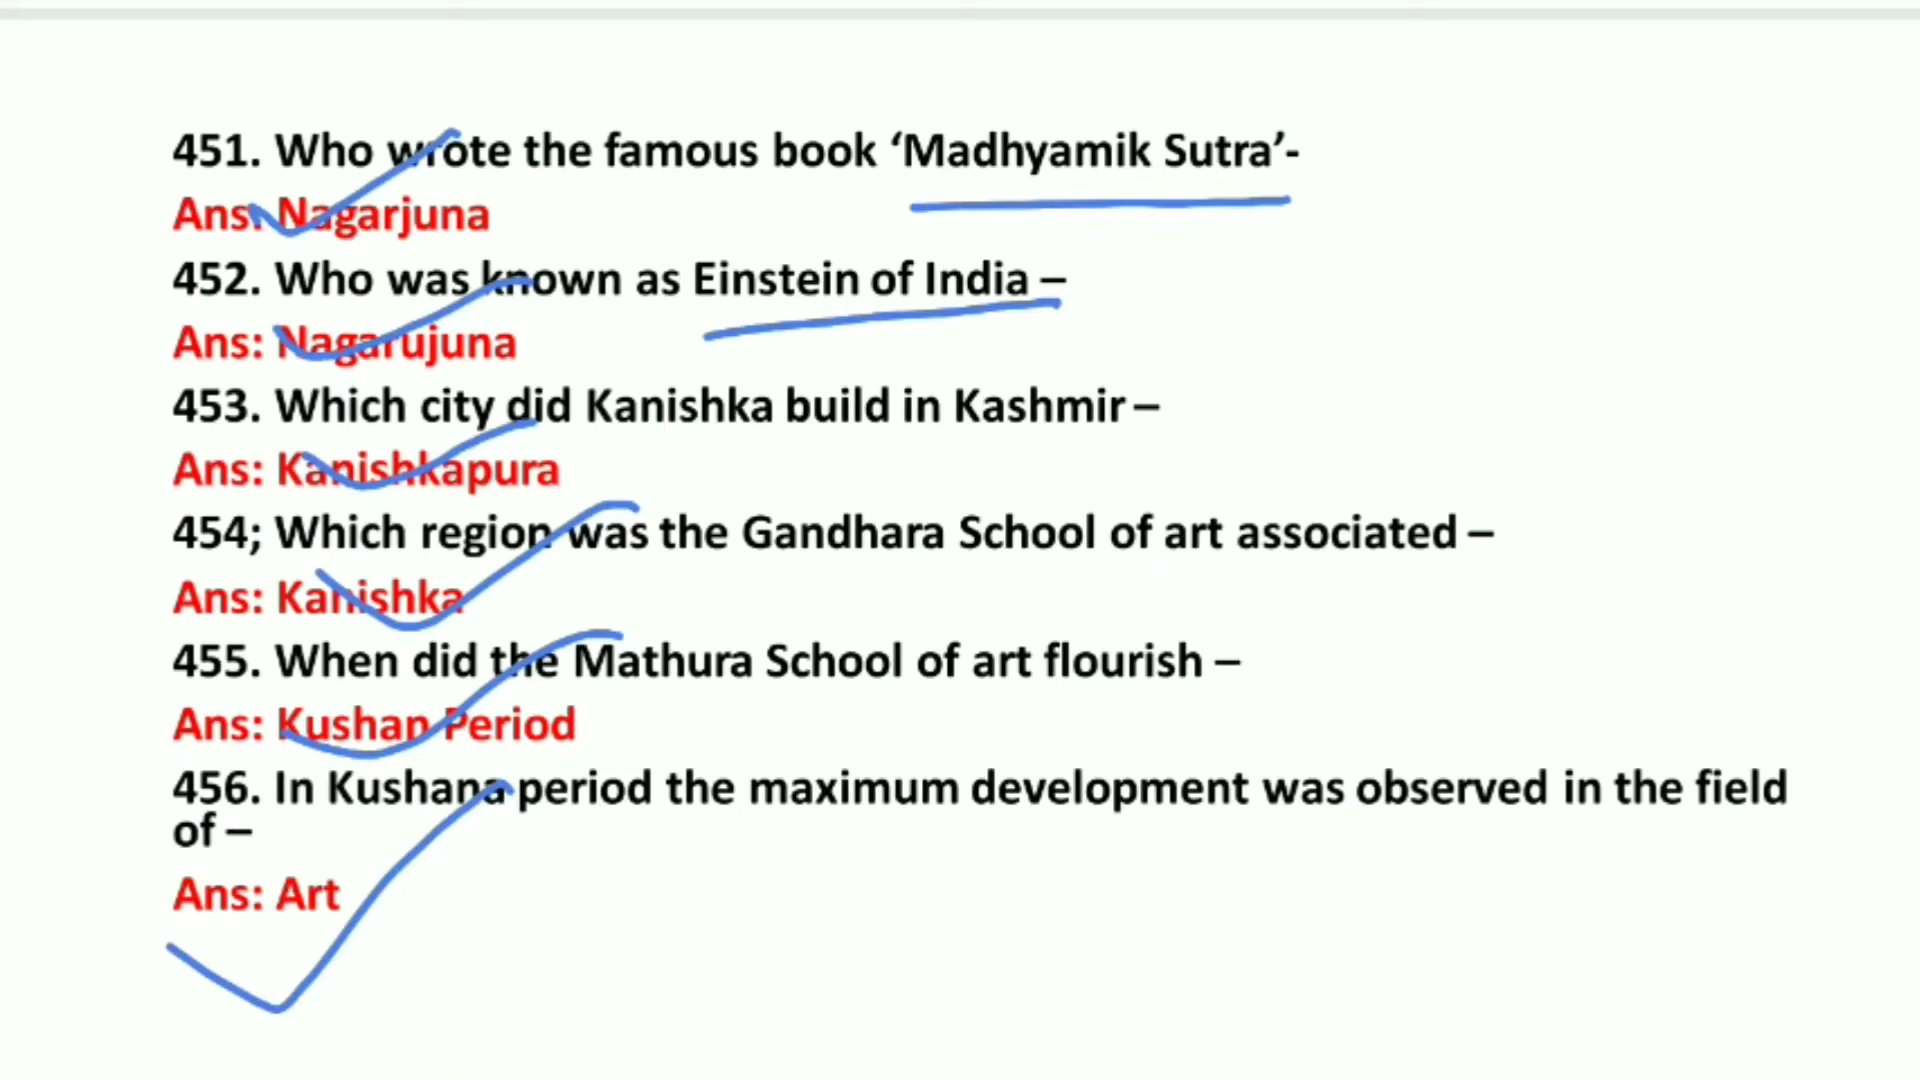 451. Who wrote the famous book ‘Madhyamik Sutra’-
Ans: Nagarjuna
452. Who was known as Einstein of India –
Ans: Nagarujuna
453. Which city did Kanishka build in Kashmir –
Ans: Kanishkapura
454; Which region was the Gandhara School of art associated –
Ans: Kanishka
455. When did the Mathura School of art flourish –
Ans: Kushan Period
456. In Kushana period the maximum development was observed in the field
of –
Ans: Art